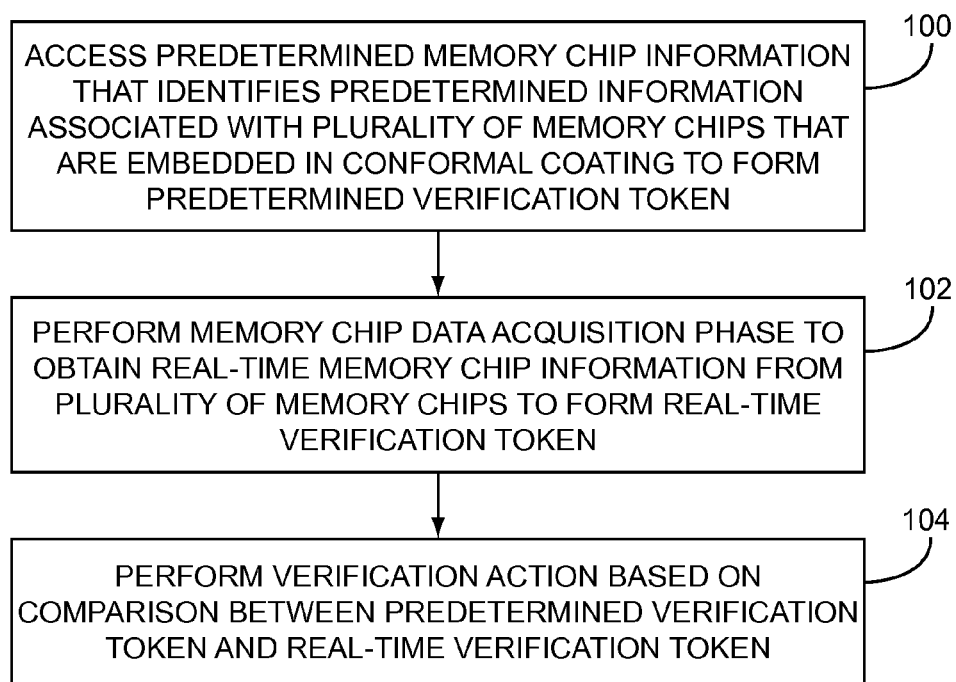 100
ACCESS PREDETERMINED MEMORY CHIP INFORMATION
THAT IDENTIFIES PREDETERMINED INFORMATION
ASSOCIATED WITH PLURALITY OF MEMORY CHIPS THAT
ARE EMBEDDED IN CONFORMAL COATING TO FORM
PREDETERMINED VERIFICATION TOKEN
102
PERFORM MEMORY CHIP DATA ACQUISITION PHASE TO
OBTAIN REAL-TIME MEMORY CHIP INFORMATION FROM
PLURALITY OF MEMORY CHIPS TO FORM REAL-TIME
VERIFICATION TOKEN
104
PERFORM VERIFICATION ACTION BASED ON
COMPARISON BETWEEN PREDETERMINED VERIFICATION
TOKEN AND REAL-TIME VERIFICATION TOKEN